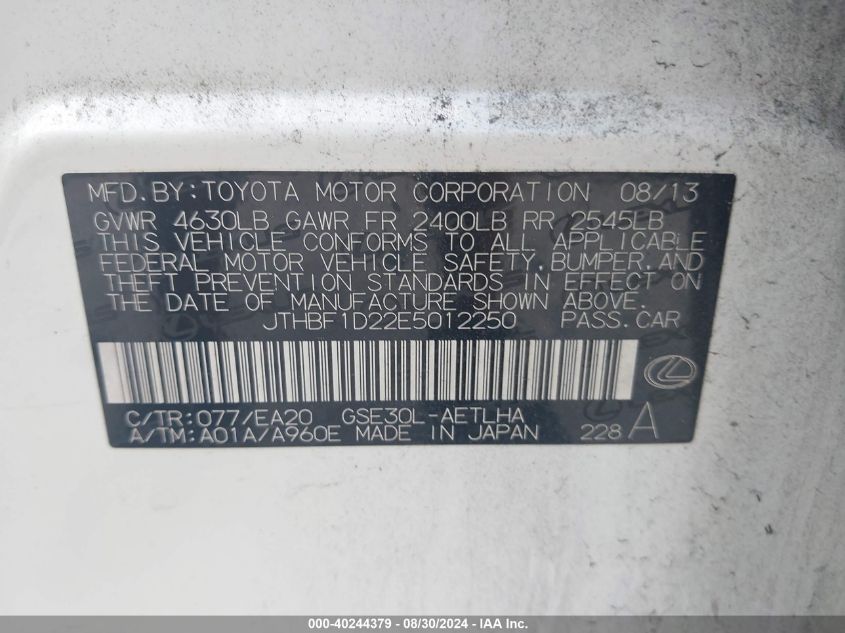 MFD.BY:TOYOTA MOTOR CORPORATION 08/13
GVWR 4630LB GAWR FR 2400LB RR 2545LB
THIS VEHICLE CONFORMS TO ALL APPLICABLE
FEDERAL MOTOR VEHICLE SAFETY,BUMPER,AND
THEFT PREVENTION STANDARDS IN EFFECT ON
THE DATE OF MANUFACTURE SHOWN ABOVE.
JTHBF1D22E5012250 PASS.CAR
C/TR:077/EA20 GSE30L-AETLHA
A/TM:A01A/A960E MADE IN JAPAN 228 A
000-40244379 - 08/30/2024 - IAA Inc.